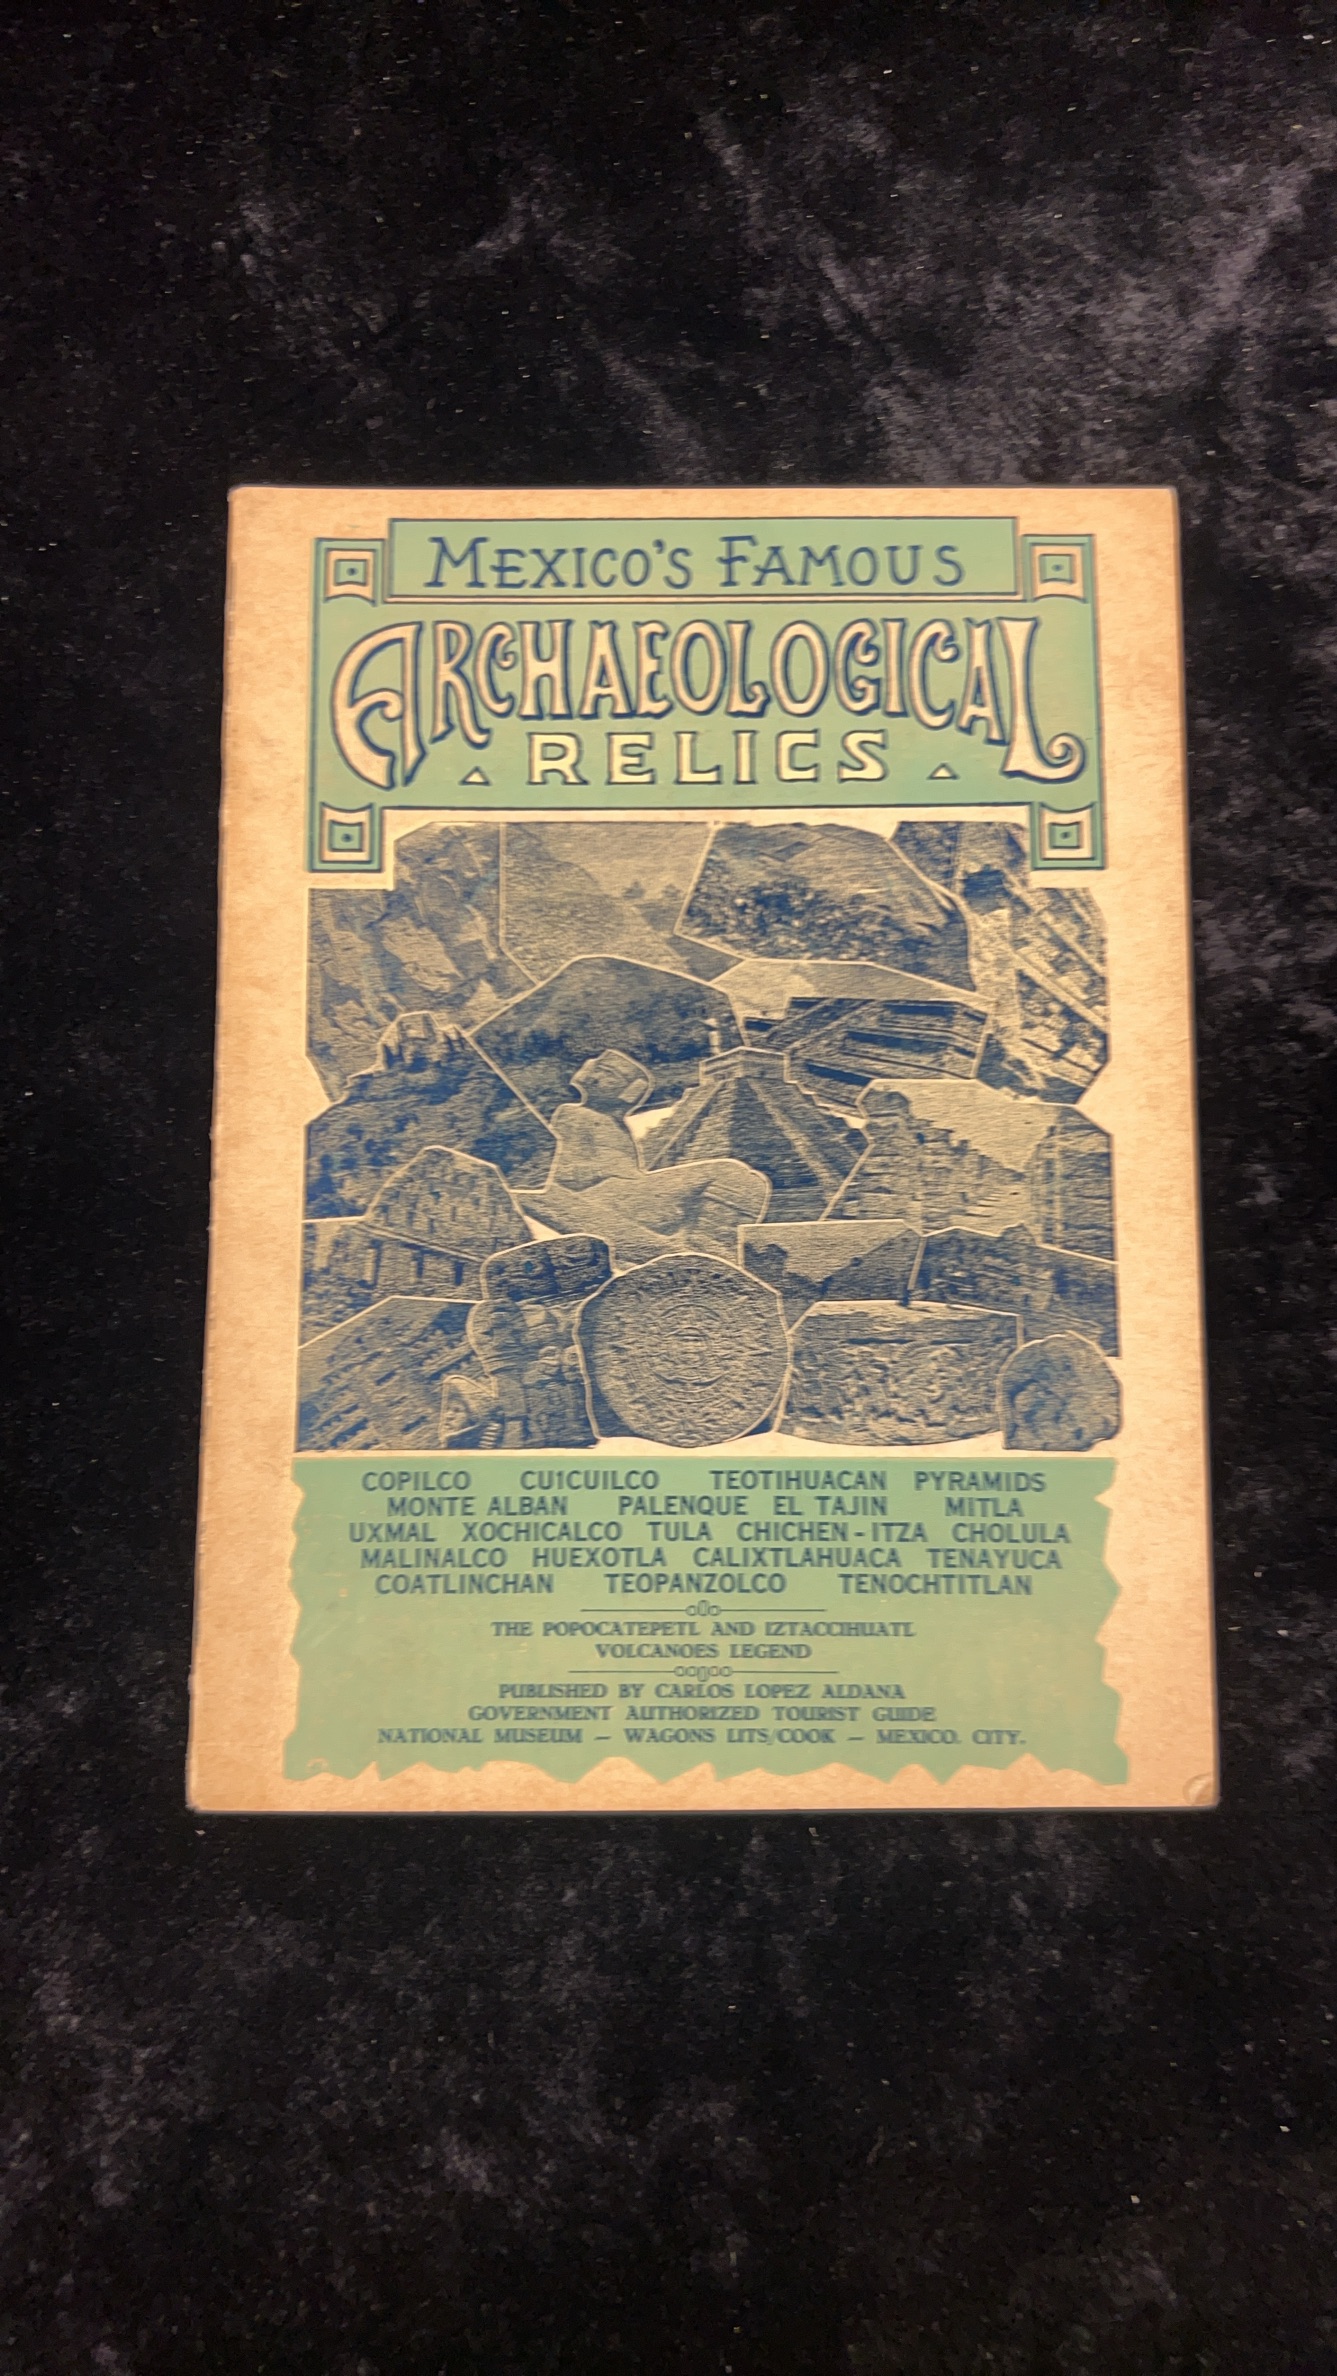 MEXICO'S FAMOUS
ARCHAEOLOGICAL
RELICS
COPILCO CUICUILCO TEOTIHUACAN PYRAMIDS
MONTE ALBAN PALENQUE EL TAJIN MITLA
UXMAL XOCHICALCO TULA CHICHEN-ITZA CHOLULA
MALINALCO HUEXOTLA CALIXTLAHUACA TENAYUCA
COATLINCHAN TEOPANZOLCO TENOCHTITLAN
THE POPOCATEPETL AND IZTACCIHUATL
VOLCANOES LEGEND
PUBLISHED BY CARLOS LOPEZ ALDANA
GOVERNMENT AUTHORIZED TOURIST GUIDE
NATIONAL MUSEUM — WAGONS LITS/COOK — MEXICO. CITY.